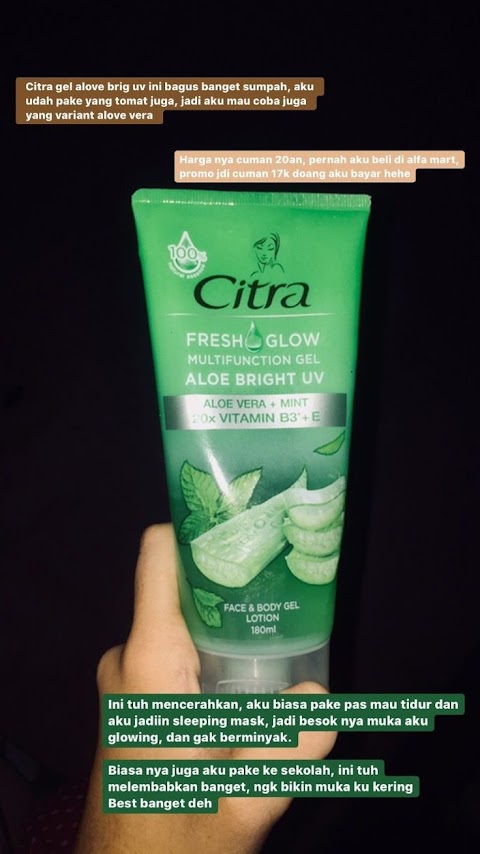 Citra gel alove brig uv ini bagus banget sumpah, aku
udah pake yang tomat juga, jadi aku mau coba juga
yang variant alove vera
Harga nya cuman 20an, pernah aku beli di alfa mart,
promo jdi cuman 17k doang aku bayar hehe
100%
Citra
FRESH GLOW
MULTIFUNCTION GEL
ALOE BRIGHT UV
ALOE VERA + MINT
20x VITAMIN B3*+E
FACE & BODY GEL
LOTION
180ml
Ini tuh mencerahkan, aku biasa pake pas mau tidur dan
aku jadiin sleeping mask, jadi besok nya muka aku
glowing, dan gak berminyak.
Biasa nya juga aku pake ke sekolah, ini tuh
melembabkan banget, ngk bikin muka ku kering
Best banget deh